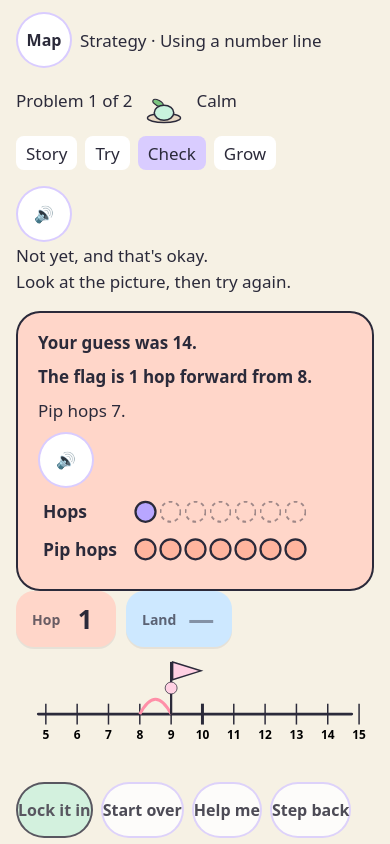 Map
Strategy · Using a number line
Problem 1 of 2
Calm
Story
Try
Check
Grow
Not yet, and that's okay.
Look at the picture, then try again.
Your guess was 14.
The flag is 1 hop forward from 8.
Pip hops 7.
Hops
Pip hops
Hop 1
Land —
5 6 7 8 9 10 11 12 13 14 15
Lock it in
Start over
Help me
Step back